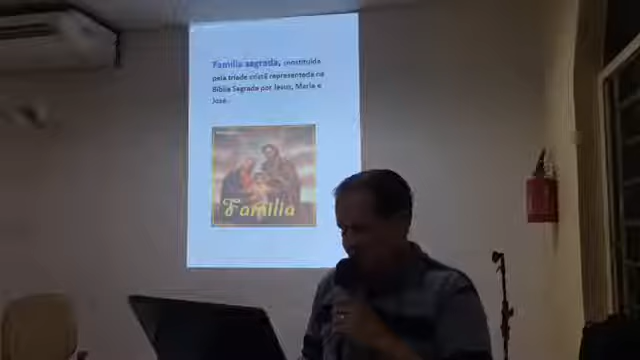 Família sagrada, constituída
pela tríade cristã representada na
Bíblia Sagrada por Jesus, Maria e
José.
Família